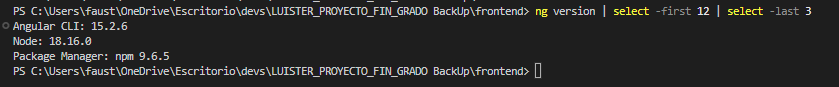 PS C:\Users\faust\OneDrive\Escritorio\devs\LUISTER_PROYECTO_FIN_GRADO BackUp\frontend> ng version | select -first 12 | select -last 3
Angular CLI: 15.2.6
Node: 18.16.0
Package Manager: npm 9.6.5
PS C:\Users\faust\OneDrive\Escritorio\devs\LUISTER_PROYECTO_FIN_GRADO BackUp\frontend>